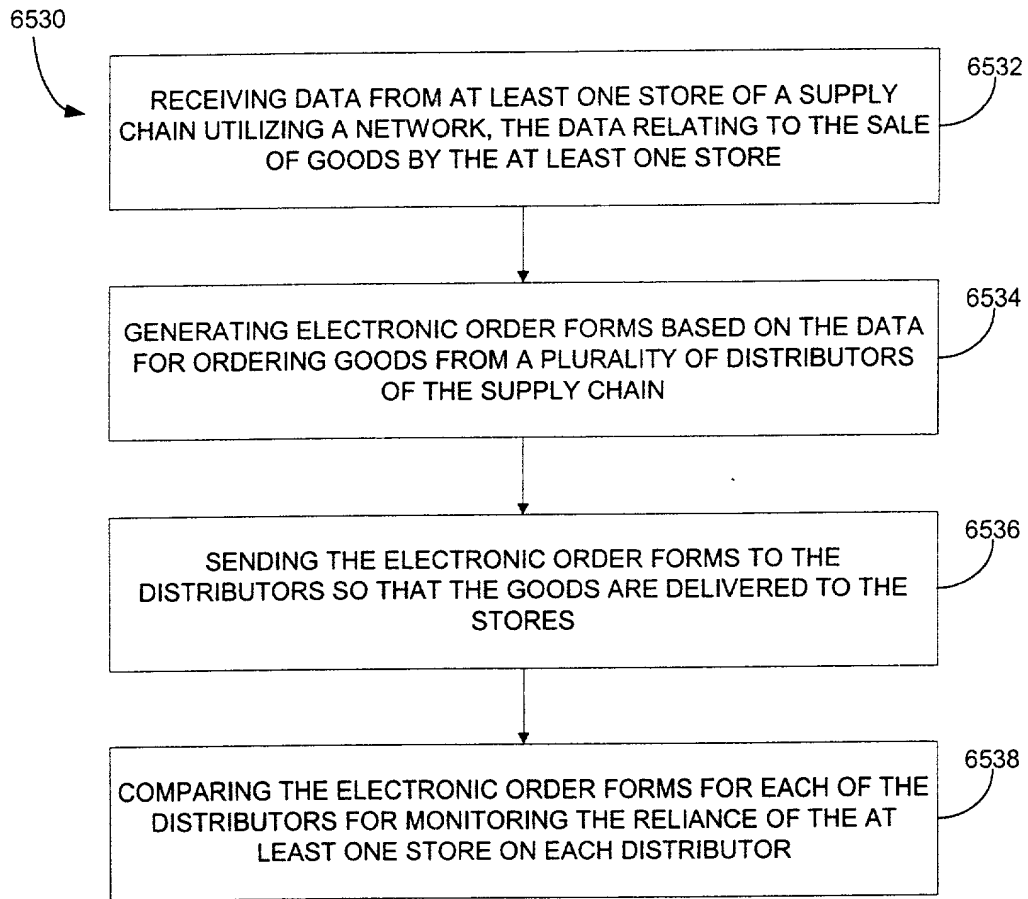 6530
6532
RECEIVING DATA FROM AT LEAST ONE STORE OF A SUPPLY
CHAIN UTILIZING A NETWORK, THE DATA RELATING TO THE SALE
OF GOODS BY THE AT LEAST ONE STORE
6534
GENERATING ELECTRONIC ORDER FORMS BASED ON THE DATA
FOR ORDERING GOODS FROM A PLURALITY OF DISTRIBUTORS
OF THE SUPPLY CHAIN
6536
SENDING THE ELECTRONIC ORDER FORMS TO THE
DISTRIBUTORS SO THAT THE GOODS ARE DELIVERED TO THE
STORES
6538
COMPARING THE ELECTRONIC ORDER FORMS FOR EACH OF THE
DISTRIBUTORS FOR MONITORING THE RELIANCE OF THE AT
LEAST ONE STORE ON EACH DISTRIBUTOR